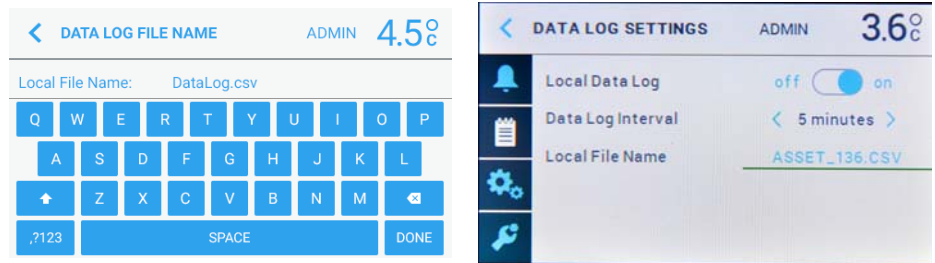 DATA LOG FILE NAME ADMIN 4.5°C
Local File Name: DataLog.csv
Q W E R T Y U I O P
A S D F G H J K L
Z X C V B N M
,?123 SPACE DONE
DATA LOG SETTINGS ADMIN 3.6°C
Local Data Log off on
Data Log Interval 5 minutes
Local File Name ASSET_136.CSV